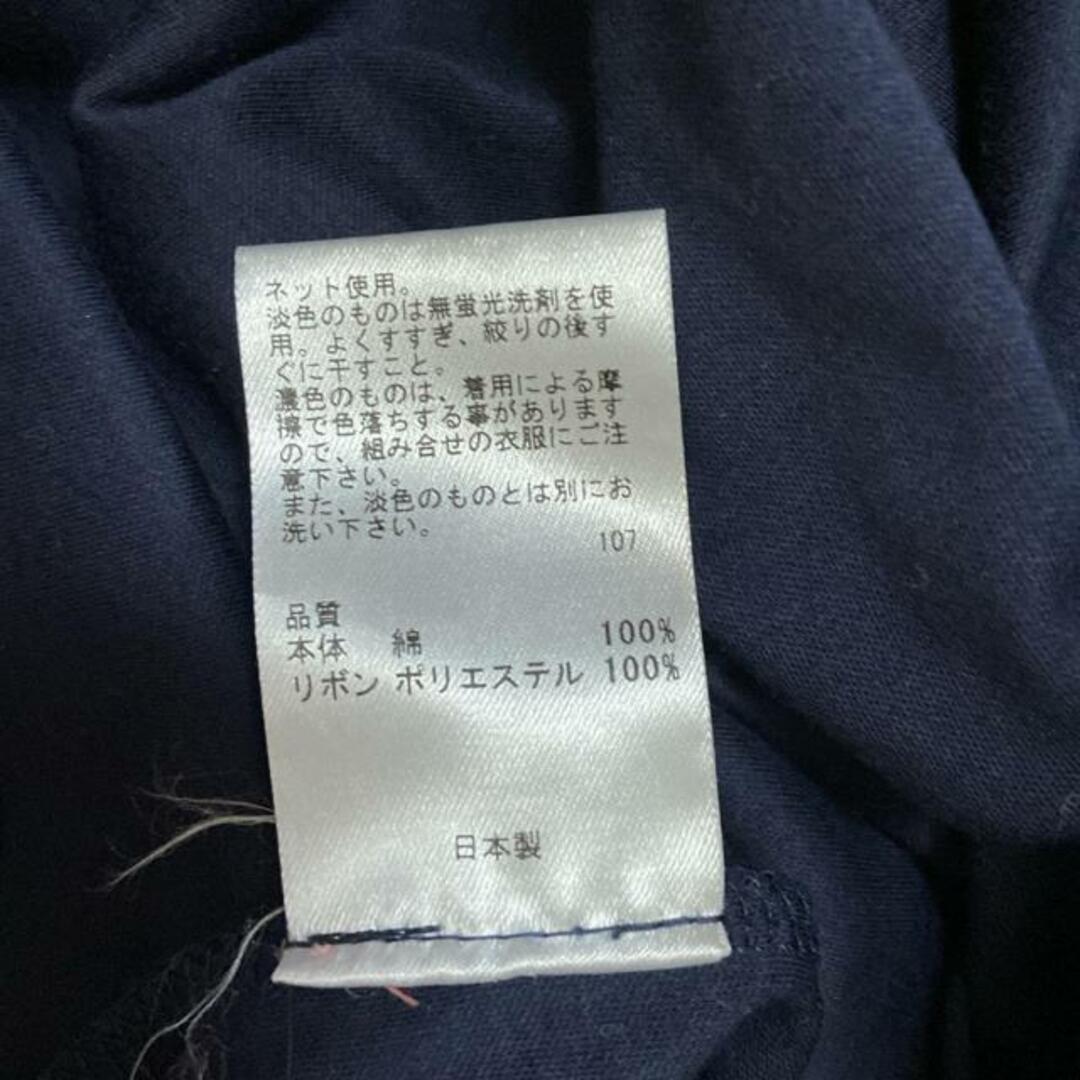 ネット使用。
淡色のものは無蛍光洗剤を使
用。よくすすぎ、絞りの後す
ぐに干すこと。
濃色のものは、着用による摩
擦で色落ちする事があります
ので、組み合せの衣服にご注
意下さい。
また、淡色のものとは別にお
洗い下さい。
107
品質
本体 綿 100%
リボン ポリエステル 100%
日本製